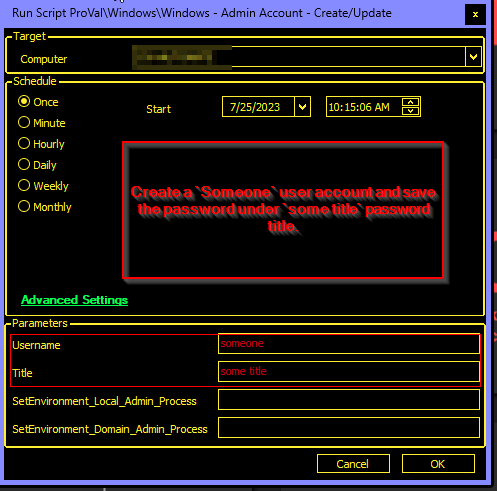 Run Script ProVal\Windows\Windows - Admin Account - Create/Update
x
Target
Computer
Schedule
Once
Minute
Hourly
Daily
Weekly
Monthly
Start
7/25/2023
10:15:06 AM
Create a `Someone` user account and save
the password under `some title` password
title.
Advanced Settings
Parameters
Username
someone
Title
some title
SetEnvironment_Local_Admin_Process
SetEnvironment_Domain_Admin_Process
Cancel
OK